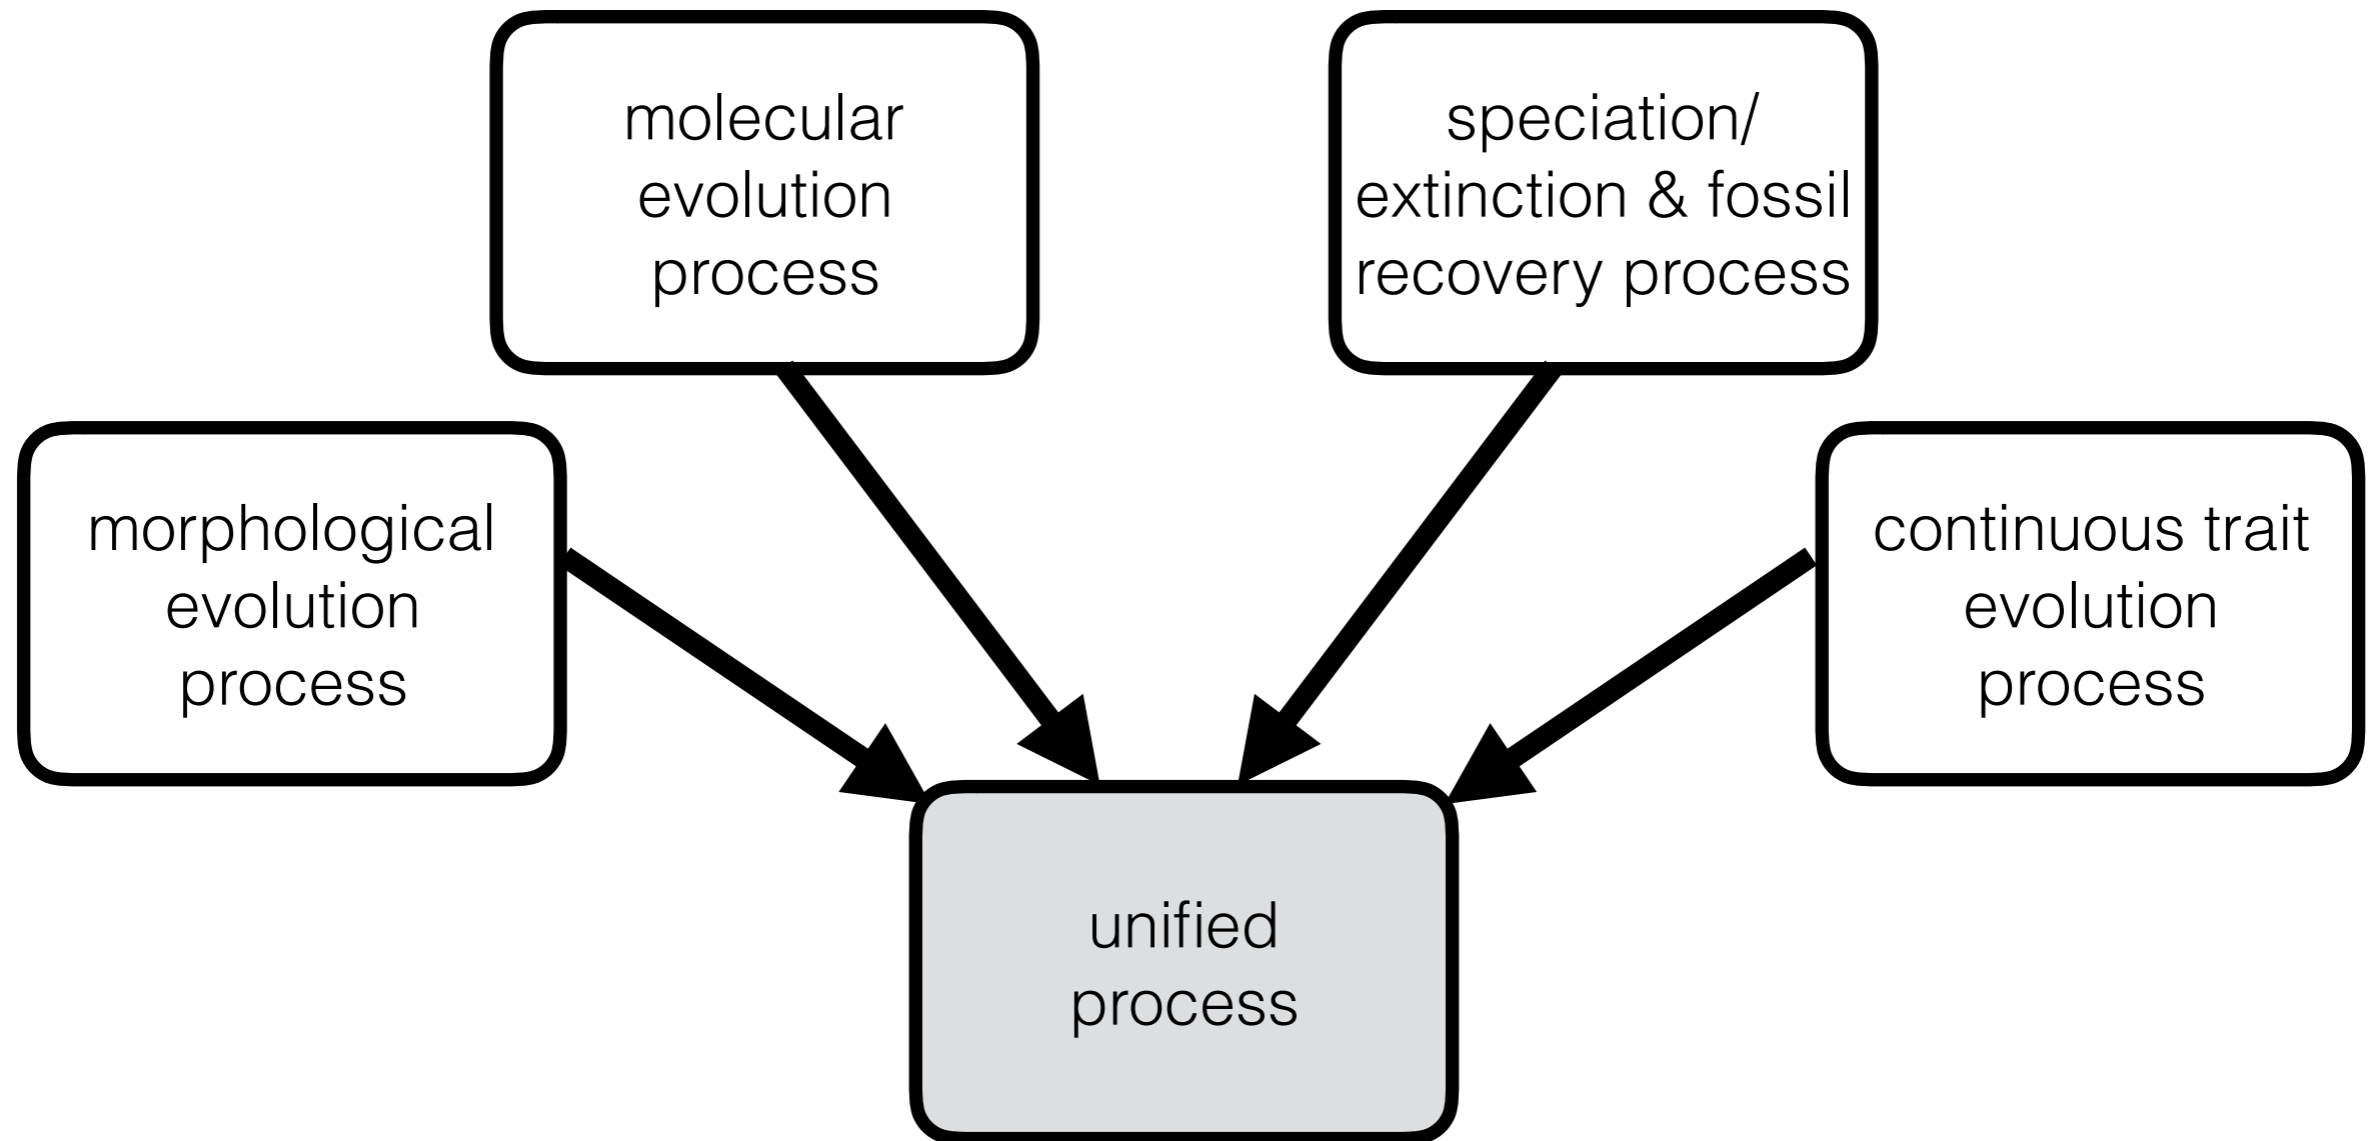 molecular
evolution
process
speciation/
extinction & fossil
recovery process
morphological
evolution
process
continuous trait
evolution
process
unified
process